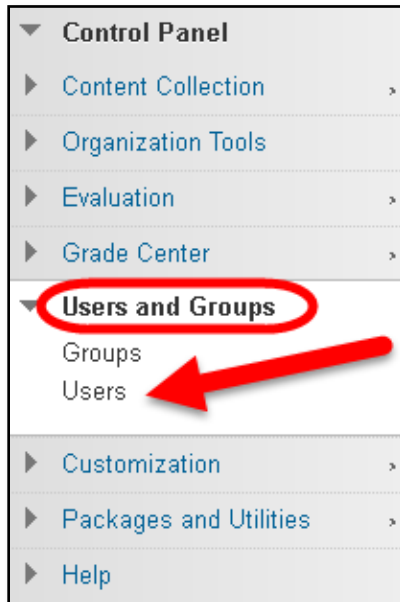 Control Panel
Content Collection
Organization Tools
Evaluation
Grade Center
Users and Groups
Groups
Users
Customization
Packages and Utilities
Help